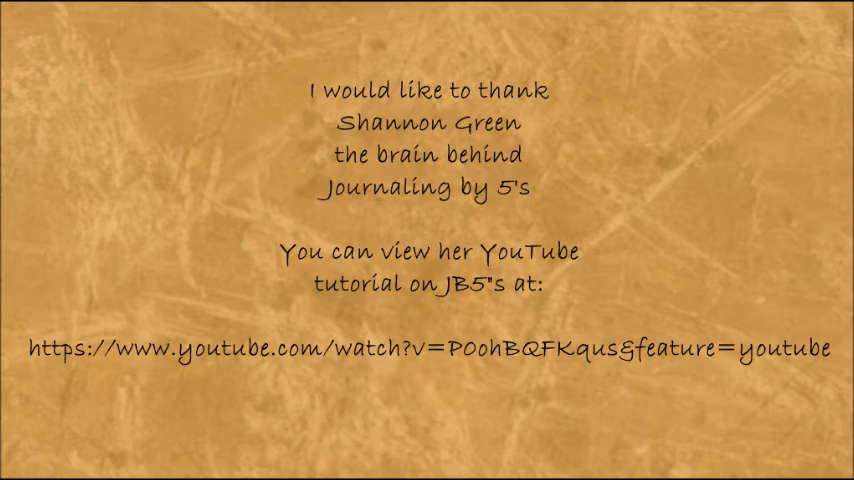 I would like to thank
Shannon Green
the brain behind
Journaling by 5's
You can view her YouTube
tutorial on JB5"s at:
https://www.youtube.com/watch?v=P0ohBQFKqus&feature=youtube